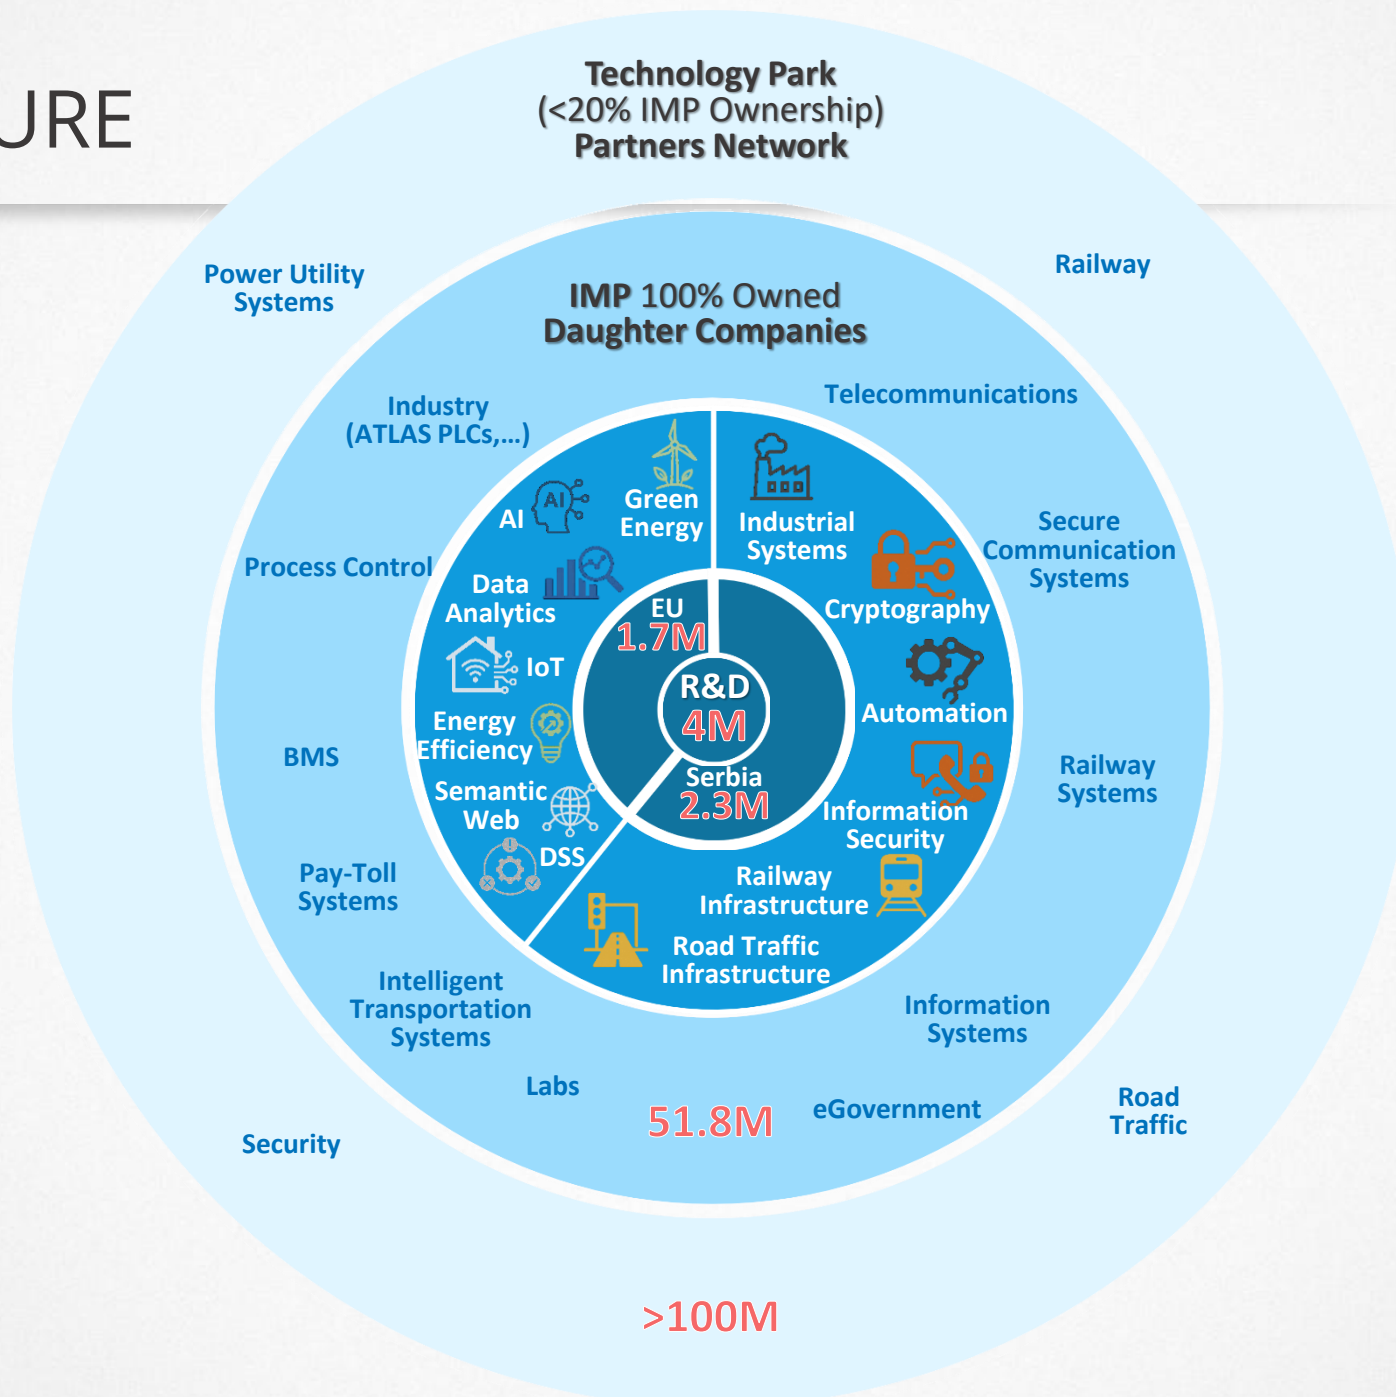 URE
Technology Park
(<20% IMP Ownership)
Partners Network
Power Utility
Systems
Railway
IMP 100% Owned
Daughter Companies
Industry
(ATLAS PLCs,...)
Telecommunications
Process Control
Secure
Communication
Systems
BMS
Railway
Systems
Pay-Toll
Systems
Intelligent
Transportation
Systems
Information
Systems
Labs
51.8M
eGovernment
Security
Road
Traffic
>100M
Green
Energy
AI
AI
Data
Analytics
IoT
Energy
Efficiency
Semantic
Web
DSS
Industrial
Systems
Cryptography
Automation
Information
Security
Railway
Infrastructure
Road Traffic
Infrastructure
EU
1.7M
R&D
4M
Serbia
2.3M